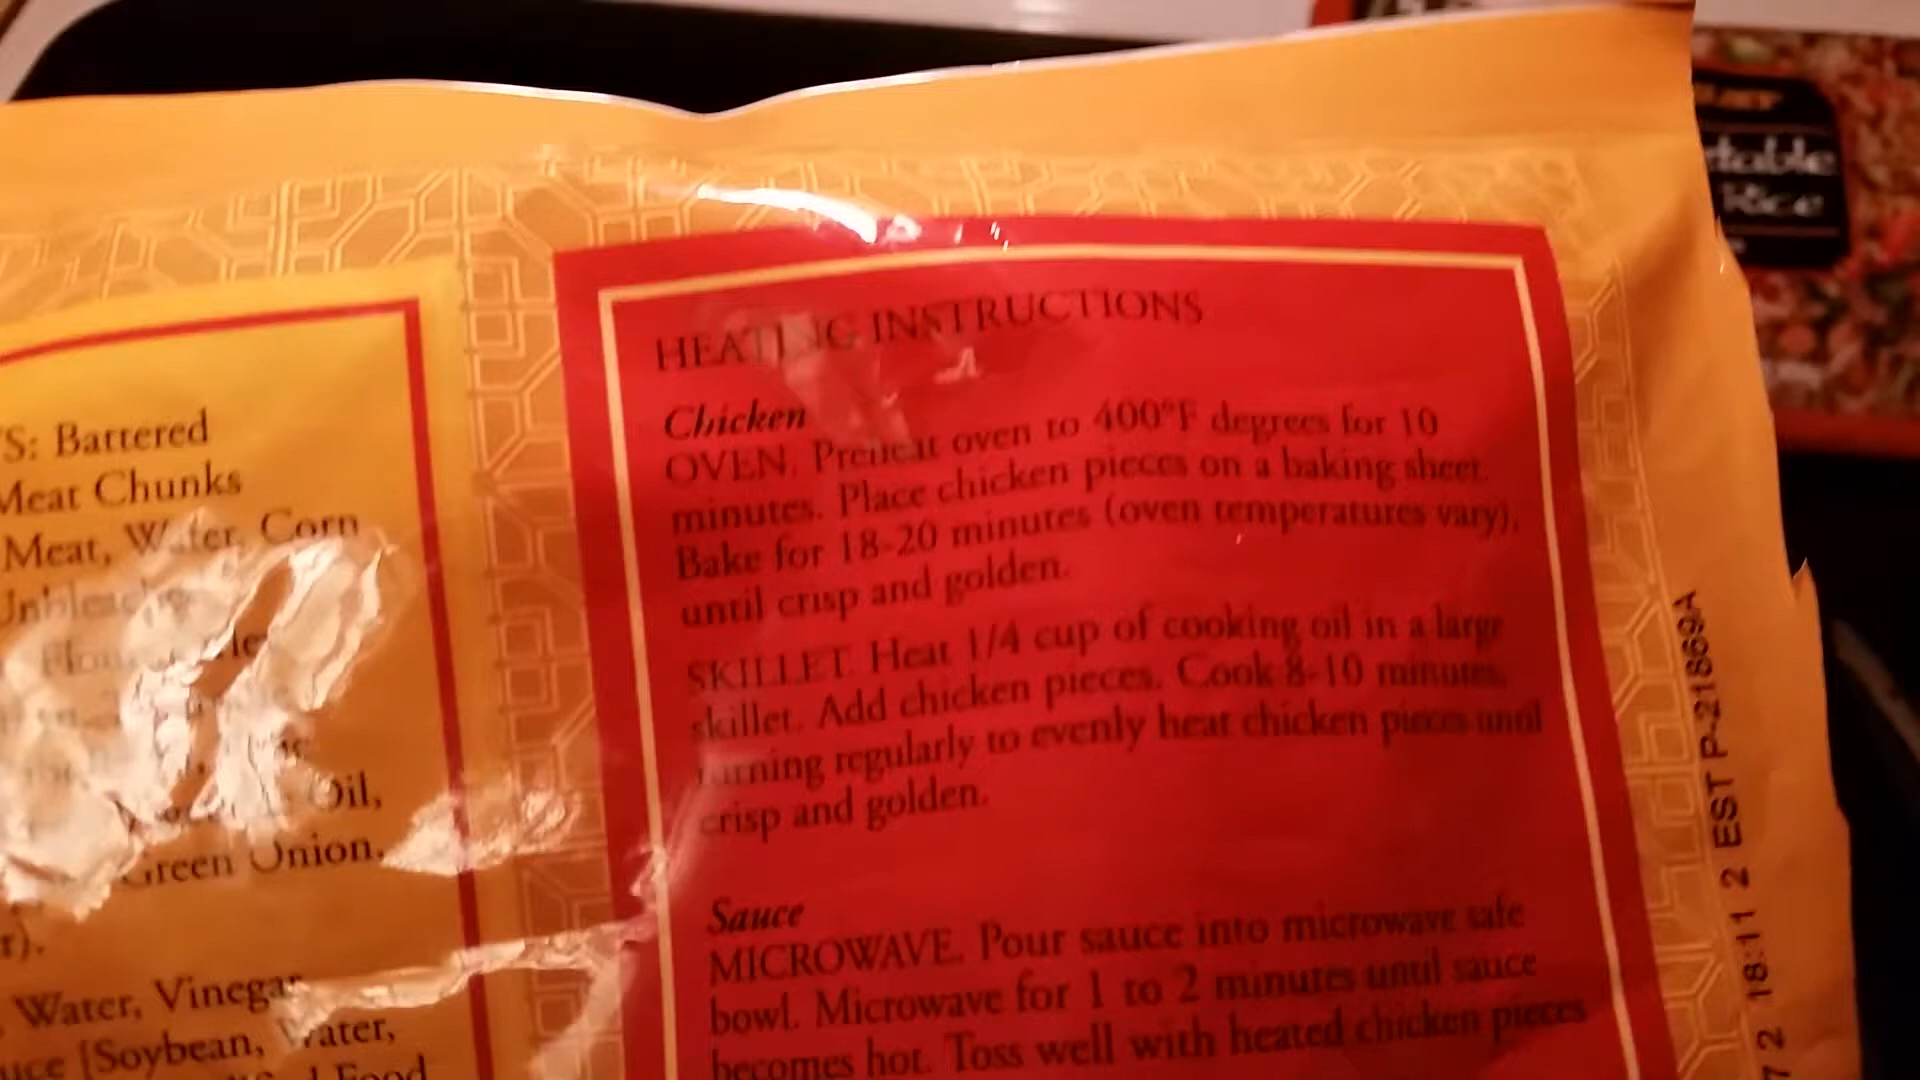 HEATING INSTRUCTIONS
Chicken
OVEN. Preheat oven to 400°F degrees for 10
minutes. Place chicken pieces on a baking sheet.
Bake for 18-20 minutes (oven temperatures vary),
until crisp and golden.
SKILLET. Heat 1/4 cup of cooking oil in a large
skillet. Add chicken pieces. Cook 8-10 minutes,
turning regularly to evenly heat chicken pieces until
crisp and golden.
Sauce
MICROWAVE. Pour sauce into microwave safe
bowl. Microwave for 1 to 2 minutes until sauce
becomes hot. Toss well with heated chicken pieces
S: Battered
Meat Chunks
Meat, Water, Corn
Oil,
Green Onion,
r).
Water, Vinegar
uce [Soybean, Water,
Food
18:11 2 EST P-21869A
7 2
table
Rice